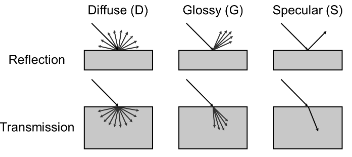 Diffuse (D) Glossy (G) Specular (S)
Reflection
Transmission